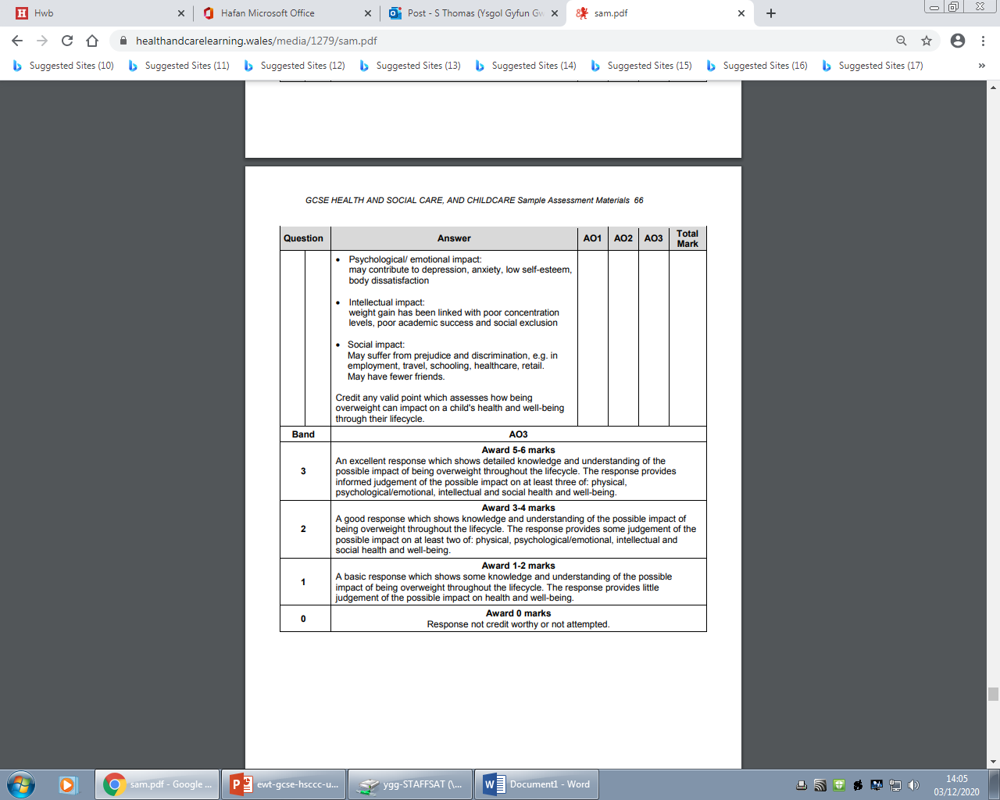 Hwb
Hafan Microsoft Office
Post - S Thomas (Ysgol Gyfun Gw
sam.pdf
healthandcarelearning.wales/media/1279/sam.pdf
Suggested Sites (10)
Suggested Sites (11)
Suggested Sites (12)
Suggested Sites (13)
Suggested Sites (14)
Suggested Sites (15)
Suggested Sites (16)
Suggested Sites (17)
»
GCSE HEALTH AND SOCIAL CARE, AND CHILDCARE Sample Assessment Materials 66
Question
Answer
AO1
AO2
AO3
Total
Mark
• Psychological/ emotional impact:
may contribute to depression, anxiety, low self-esteem,
body dissatisfaction
• Intellectual impact:
weight gain has been linked with poor concentration
levels, poor academic success and social exclusion
• Social impact:
May suffer from prejudice and discrimination, e.g. in
employment, travel, schooling, healthcare, retail.
May have fewer friends.
Credit any valid point which assesses how being
overweight can impact on a child's health and well-being
through their lifecycle.
Band
AO3
Award 5-6 marks
3
An excellent response which shows detailed knowledge and understanding of the
possible impact of being overweight throughout the lifecycle. The response provides
informed judgement of the possible impact on at least three of: physical,
psychological/emotional, intellectual and social health and well-being.
Award 3-4 marks
2
A good response which shows knowledge and understanding of the possible impact of
being overweight throughout the lifecycle. The response provides some judgement of the
possible impact on at least two of: physical, psychological/emotional, intellectual and
social health and well-being.
Award 1-2 marks
1
A basic response which shows some knowledge and understanding of the possible
impact of being overweight throughout the lifecycle. The response provides little
judgement of the possible impact on health and well-being.
Award 0 marks
0
Response not credit worthy or not attempted.
sam.pdf - Google ...
ewt-gcse-hsccc-u...
ygg-STAFFSAT (\\...
Document1 - Word
14:05
03/12/2020